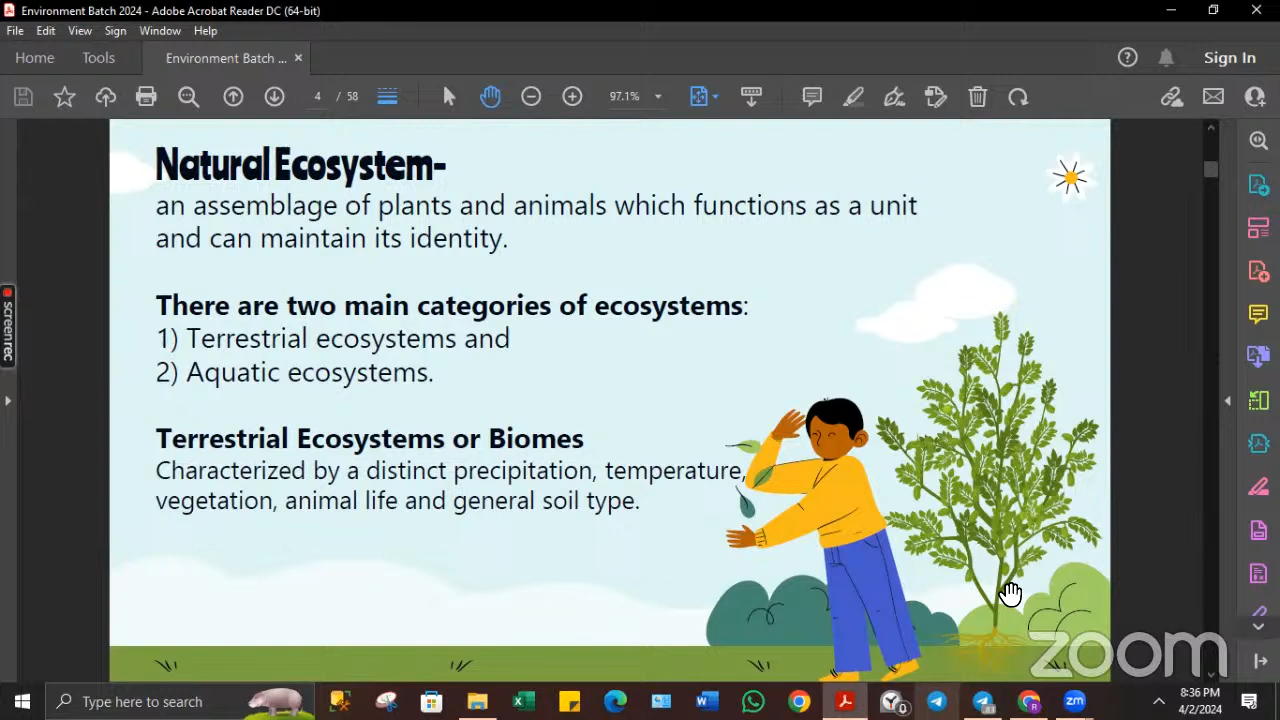 Environment Batch 2024 - Adobe Acrobat Reader DC (64-bit)
File Edit View Sign Window Help
Home Tools Environment Batch ... × Sign In
4 / 58 97.1%
Natural Ecosystem-
an assemblage of plants and animals which functions as a unit
and can maintain its identity.
There are two main categories of ecosystems:
1) Terrestrial ecosystems and
2) Aquatic ecosystems.
Terrestrial Ecosystems or Biomes
Characterized by a distinct precipitation, temperature,
vegetation, animal life and general soil type.
screenrec
zoom
Type here to search
8:36 PM
4/2/2024